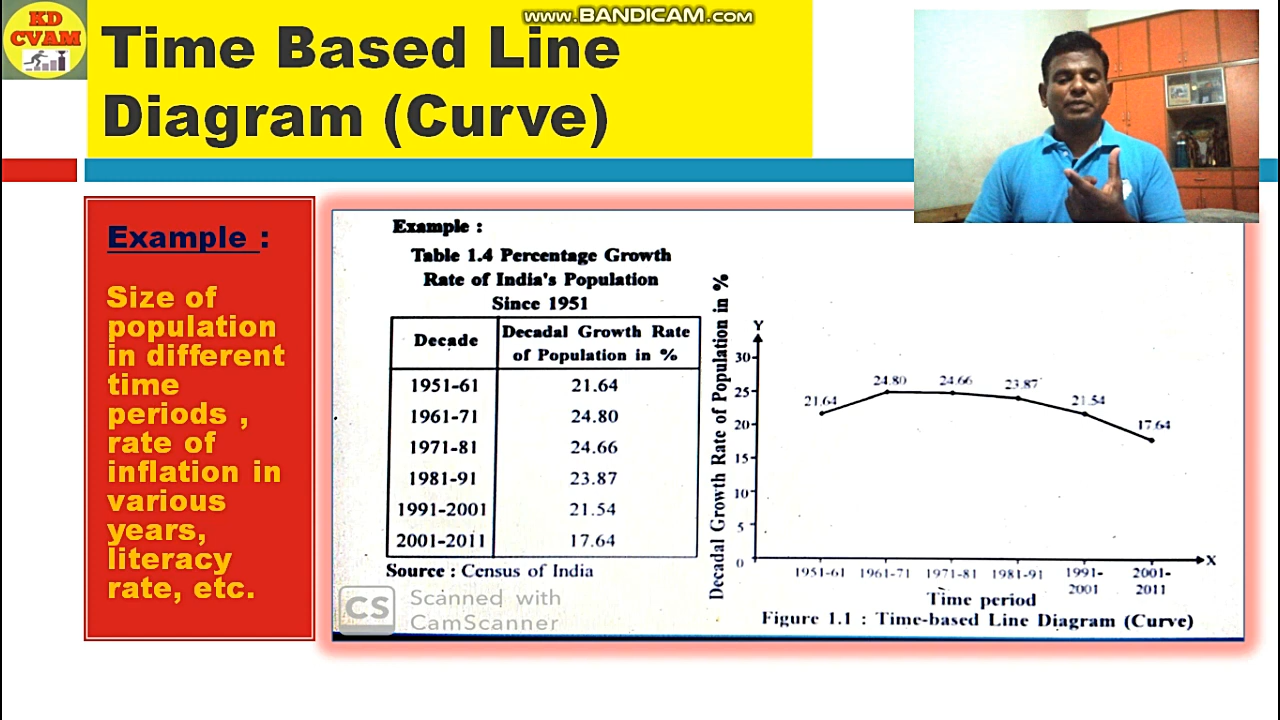 www.BANDICAM.com
KD
CVAM
Time Based Line
Diagram (Curve)
Example :
Size of
population
in different
time
periods ,
rate of
inflation in
various
years,
literacy
rate, etc.
Example :
Table 1.4 Percentage Growth
Rate of India's Population
Since 1951
Decade Decadal Growth Rate of Population in %
1951-61 21.64
1961-71 24.80
1971-81 24.66
1981-91 23.87
1991-2001 21.54
2001-2011 17.64
Source : Census of India
CS Scanned with
CamScanner
Decadal Growth Rate of Population in %
Y
30
25
20
15
10
5
0
21.64 24.80 24.66 23.87 21.54 17.64
X
1951-61 1961-71 1971-81 1981-91 1991-2001 2001-2011
Time period
Figure 1.1 : Time-based Line Diagram (Curve)